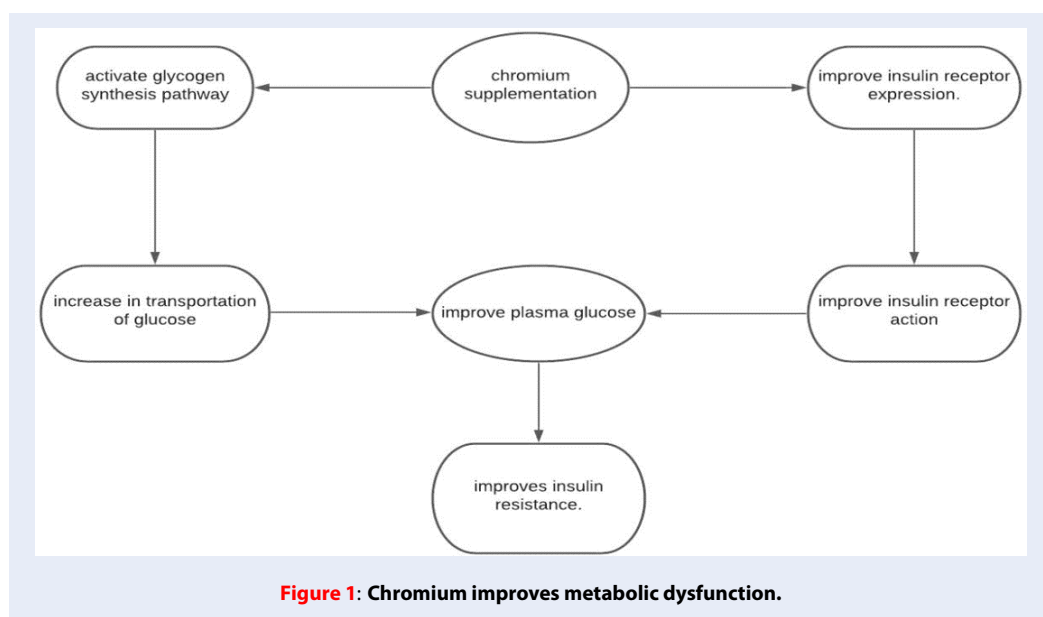 activate glycogen
synthesis pathway
chromium
supplementation
improve insulin receptor
expression.
increase in transportation
of glucose
improve plasma glucose
improve insulin receptor
action
improves insulin
resistance.
Figure 1: Chromium improves metabolic dysfunction.